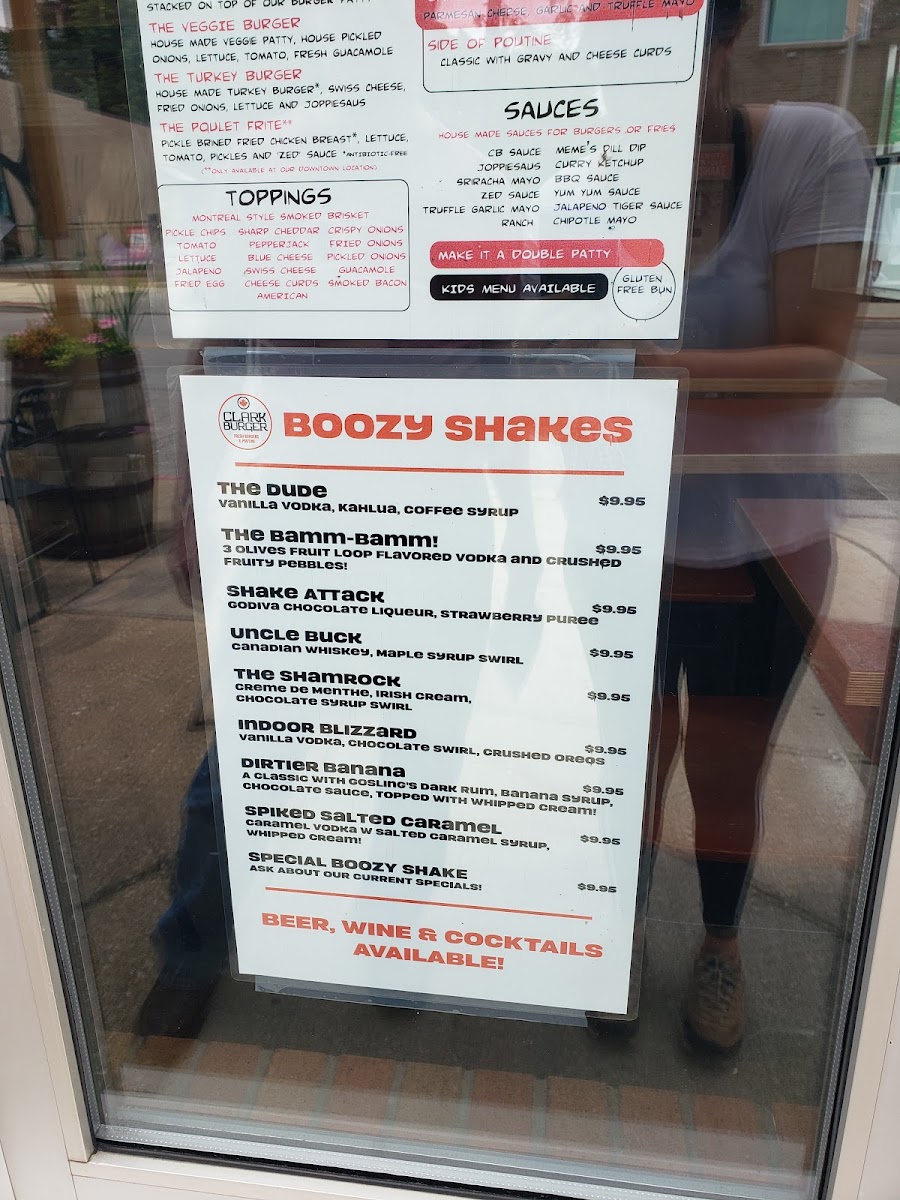 STACKED ON TOP OF OUR BURGER PATTY
THE VEGGIE BURGER
HOUSE MADE VEGGIE PATTY, HOUSE PICKLED
ONIONS, LETTUCE, TOMATO, FRESH GUACAMOLE
THE TURKEY BURGER
HOUSE MADE TURKEY BURGER*, SWISS CHEESE,
FRIED ONIONS, LETTUCE AND JOPPIESAUS
THE POULET FRITE**
PICKLE BRINED FRIED CHICKEN BREAST*, LETTUCE,
TOMATO, PICKLES AND 'ZED' SAUCE *ANTIBIOTIC-FREE
(**ONLY AVAILABLE AT OUR DOWNTOWN LOCATION)
TOPPINGS
MONTREAL STYLE SMOKED BRISKET
PICKLE CHIPS SHARP CHEDDAR CRISPY ONIONS
TOMATO PEPPERJACK FRIED ONIONS
LETTUCE BLUE CHEESE PICKLED ONIONS
JALAPENO SWISS CHEESE GUACAMOLE
FRIED EGG CHEESE CURDS SMOKED BACON
AMERICAN
PARMESAN CHEESE, GARLIC AND TRUFFLE MAYO
SIDE OF POUTINE
CLASSIC WITH GRAVY AND CHEESE CURDS
SAUCES
HOUSE MADE SAUCES FOR BURGERS OR FRIES
CB SAUCE MEME'S DILL DIP
JOPPIESAUS CURRY KETCHUP
SRIRACHA MAYO BBQ SAUCE
ZED SAUCE YUM YUM SAUCE
TRUFFLE GARLIC MAYO JALAPENO TIGER SAUCE
RANCH CHIPOTLE MAYO
MAKE IT A DOUBLE PATTY
KIDS MENU AVAILABLE
GLUTEN
FREE BUN
CLARK
BURGER
BOOZY SHAKES
THE DUDE $9.95
VANILLA VODKA, KAHLUA, COFFEE SYRUP
THE BAMM-BAMM! $9.95
3 OLIVES FRUIT LOOP FLAVORED VODKA AND CRUSHED
FRUITY PEBBLES!
SHAKE ATTACK $9.95
GODIVA CHOCOLATE LIQUEUR, STRAWBERRY PUREE
UNCLE BUCK $9.95
CANADIAN WHISKEY, MAPLE SYRUP SWIRL
THE SHAMROCK $9.95
CREME DE MENTHE, IRISH CREAM,
CHOCOLATE SYRUP SWIRL
INDOOR BLIZZARD $9.95
VANILLA VODKA, CHOCOLATE SWIRL, CRUSHED OREOS
DIRTIER BANANA $9.95
A CLASSIC WITH GOSLING'S DARK RUM, BANANA SYRUP,
CHOCOLATE SAUCE, TOPPED WITH WHIPPED CREAM!
SPIKED SALTED CARAMEL $9.95
CARAMEL VODKA W SALTED CARAMEL SYRUP,
WHIPPED CREAM!
SPECIAL BOOZY SHAKE $9.95
ASK ABOUT OUR CURRENT SPECIALS!
BEER, WINE & COCKTAILS
AVAILABLE!